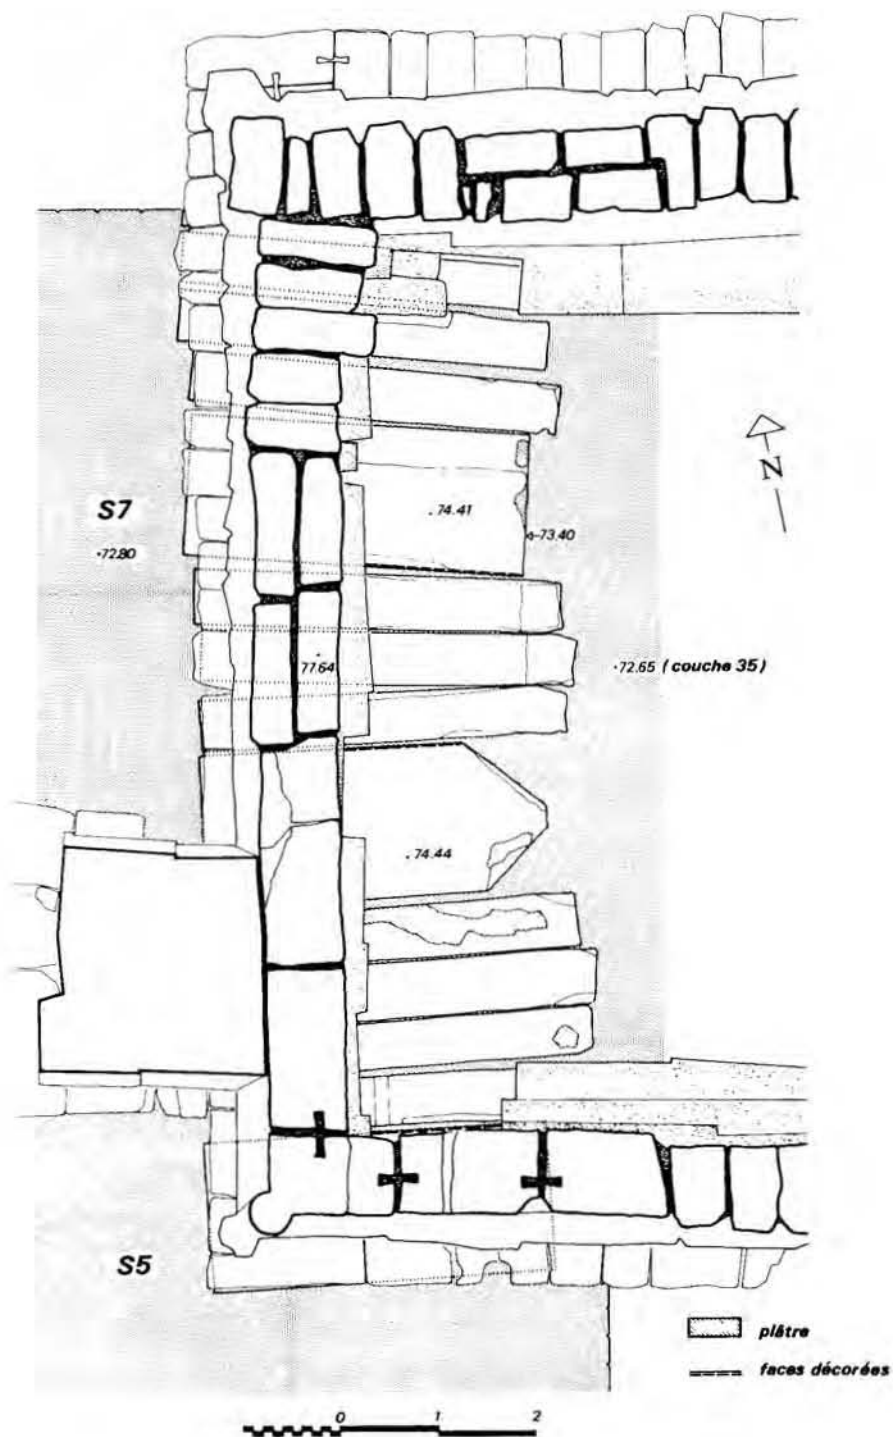 N
S7
·72.80
·74.41
73.40
77.64
·72.65 (couche 35)
·74.44
S5
plâtre
faces décorées
0 1 2